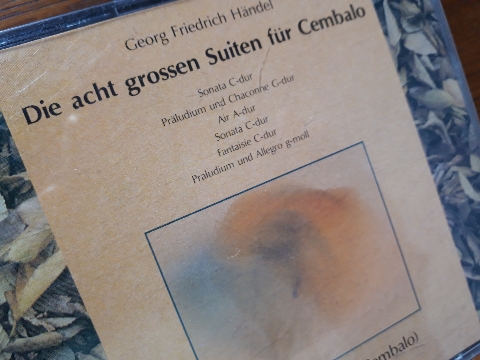 Georg Friedrich Händel
Die acht grossen Suiten für Cembalo
Sonata C-dur
Präludium und Chaconne G-dur
Air A-dur
Sonata C-dur
Fantaisie C-dur
Präludium und Allegro g-moll
Cembalo)